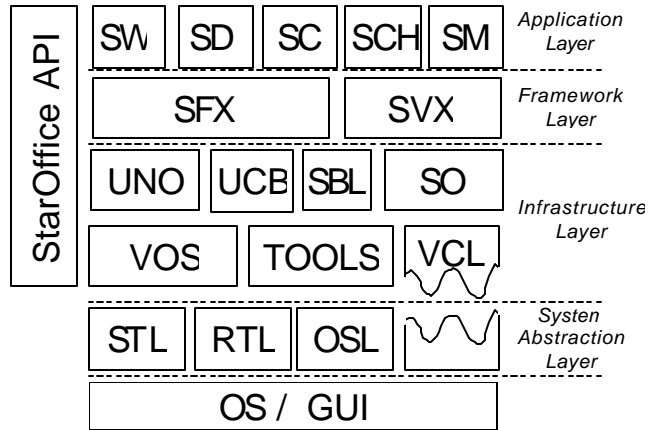 StarOffice API
SW SD SC SCH SM
Application
Layer
SFX SVX
Framework
Layer
UNO UCB SBL SO
Infrastructure
Layer
VOS TOOLS VCL
STL RTL OSL
Systen
Abstraction
Layer
OS / GUI